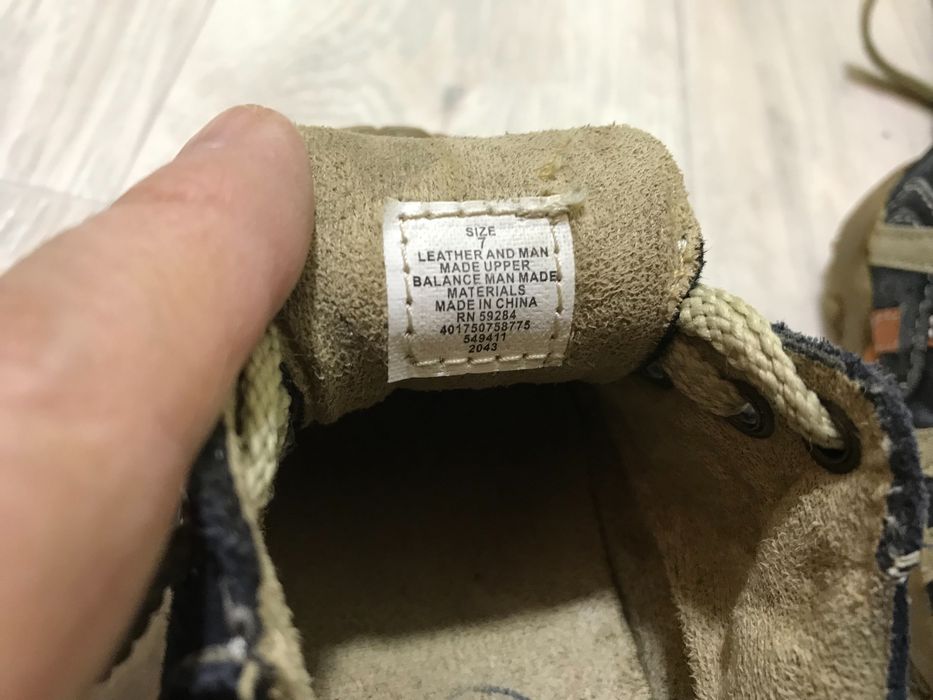 SIZE
7
LEATHER AND MAN
MADE UPPER
BALANCE MAN MADE
MATERIALS
MADE IN CHINA
RN 59284
401750758775
549411
2043